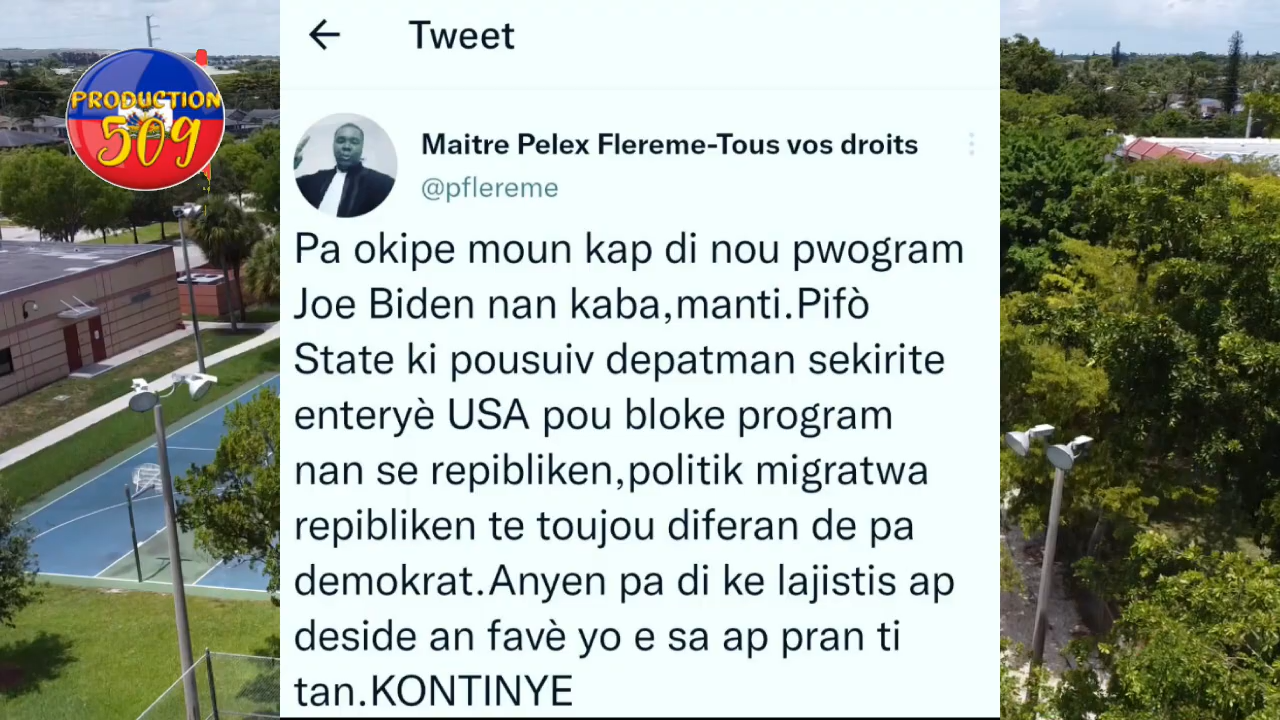 PRODUCTION
509
Tweet
Maitre Pelex Flereme-Tous vos droits
@pflereme
Pa okipe moun kap di nou pwogram
Joe Biden nan kaba,manti.Pifò
State ki pousuiv depatman sekirite
enteryè USA pou bloke program
nan se repibliken,politik migratwa
repibliken te toujou diferan de pa
demokrat.Anyen pa di ke lajistis ap
deside an favè yo e sa ap pran ti
tan.KONTINYE